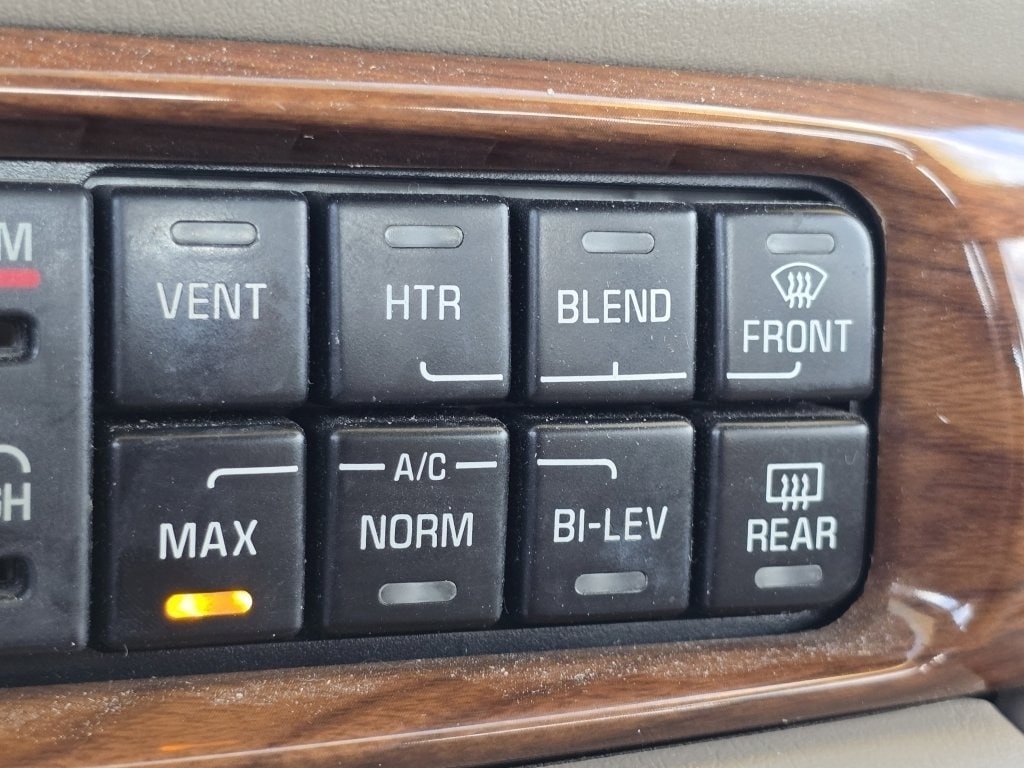 VENT HTR BLEND FRONT
A/C
MAX NORM BI-LEV REAR